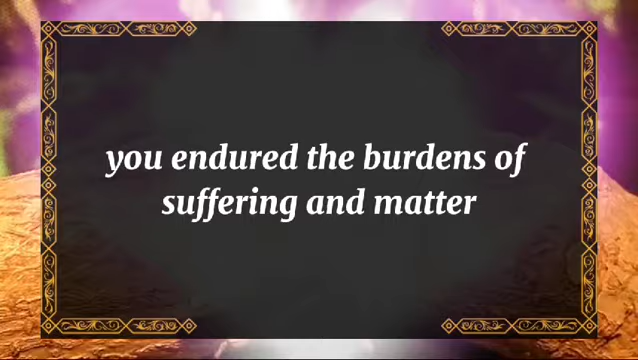 you endured the burdens of
suffering and matter